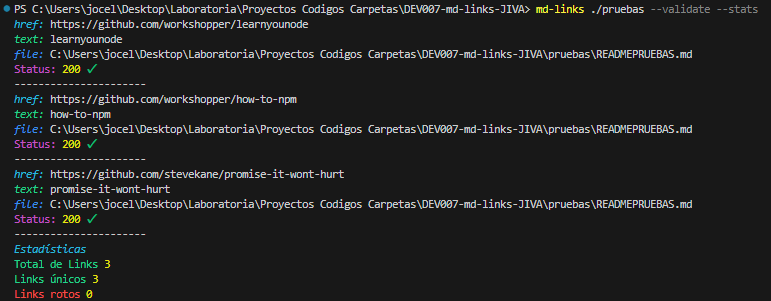 PS C:\Users\jocel\Desktop\Laboratoria\Proyectos Codigos Carpetas\DEV007-md-links-JIVA> md-links ./pruebas --validate --stats
href: https://github.com/workshopper/learnyounode
text: learnyounode
file: C:\Users\jocel\Desktop\Laboratoria\Proyectos Codigos Carpetas\DEV007-md-links-JIVA\pruebas\READMEPRUEBAS.md
Status: 200 ✓
----------------------
href: https://github.com/workshopper/how-to-npm
text: how-to-npm
file: C:\Users\jocel\Desktop\Laboratoria\Proyectos Codigos Carpetas\DEV007-md-links-JIVA\pruebas\READMEPRUEBAS.md
Status: 200 ✓
----------------------
href: https://github.com/stevekane/promise-it-wont-hurt
text: promise-it-wont-hurt
file: C:\Users\jocel\Desktop\Laboratoria\Proyectos Codigos Carpetas\DEV007-md-links-JIVA\pruebas\READMEPRUEBAS.md
Status: 200 ✓
----------------------
Estadísticas
Total de Links 3
Links únicos 3
Links rotos 0